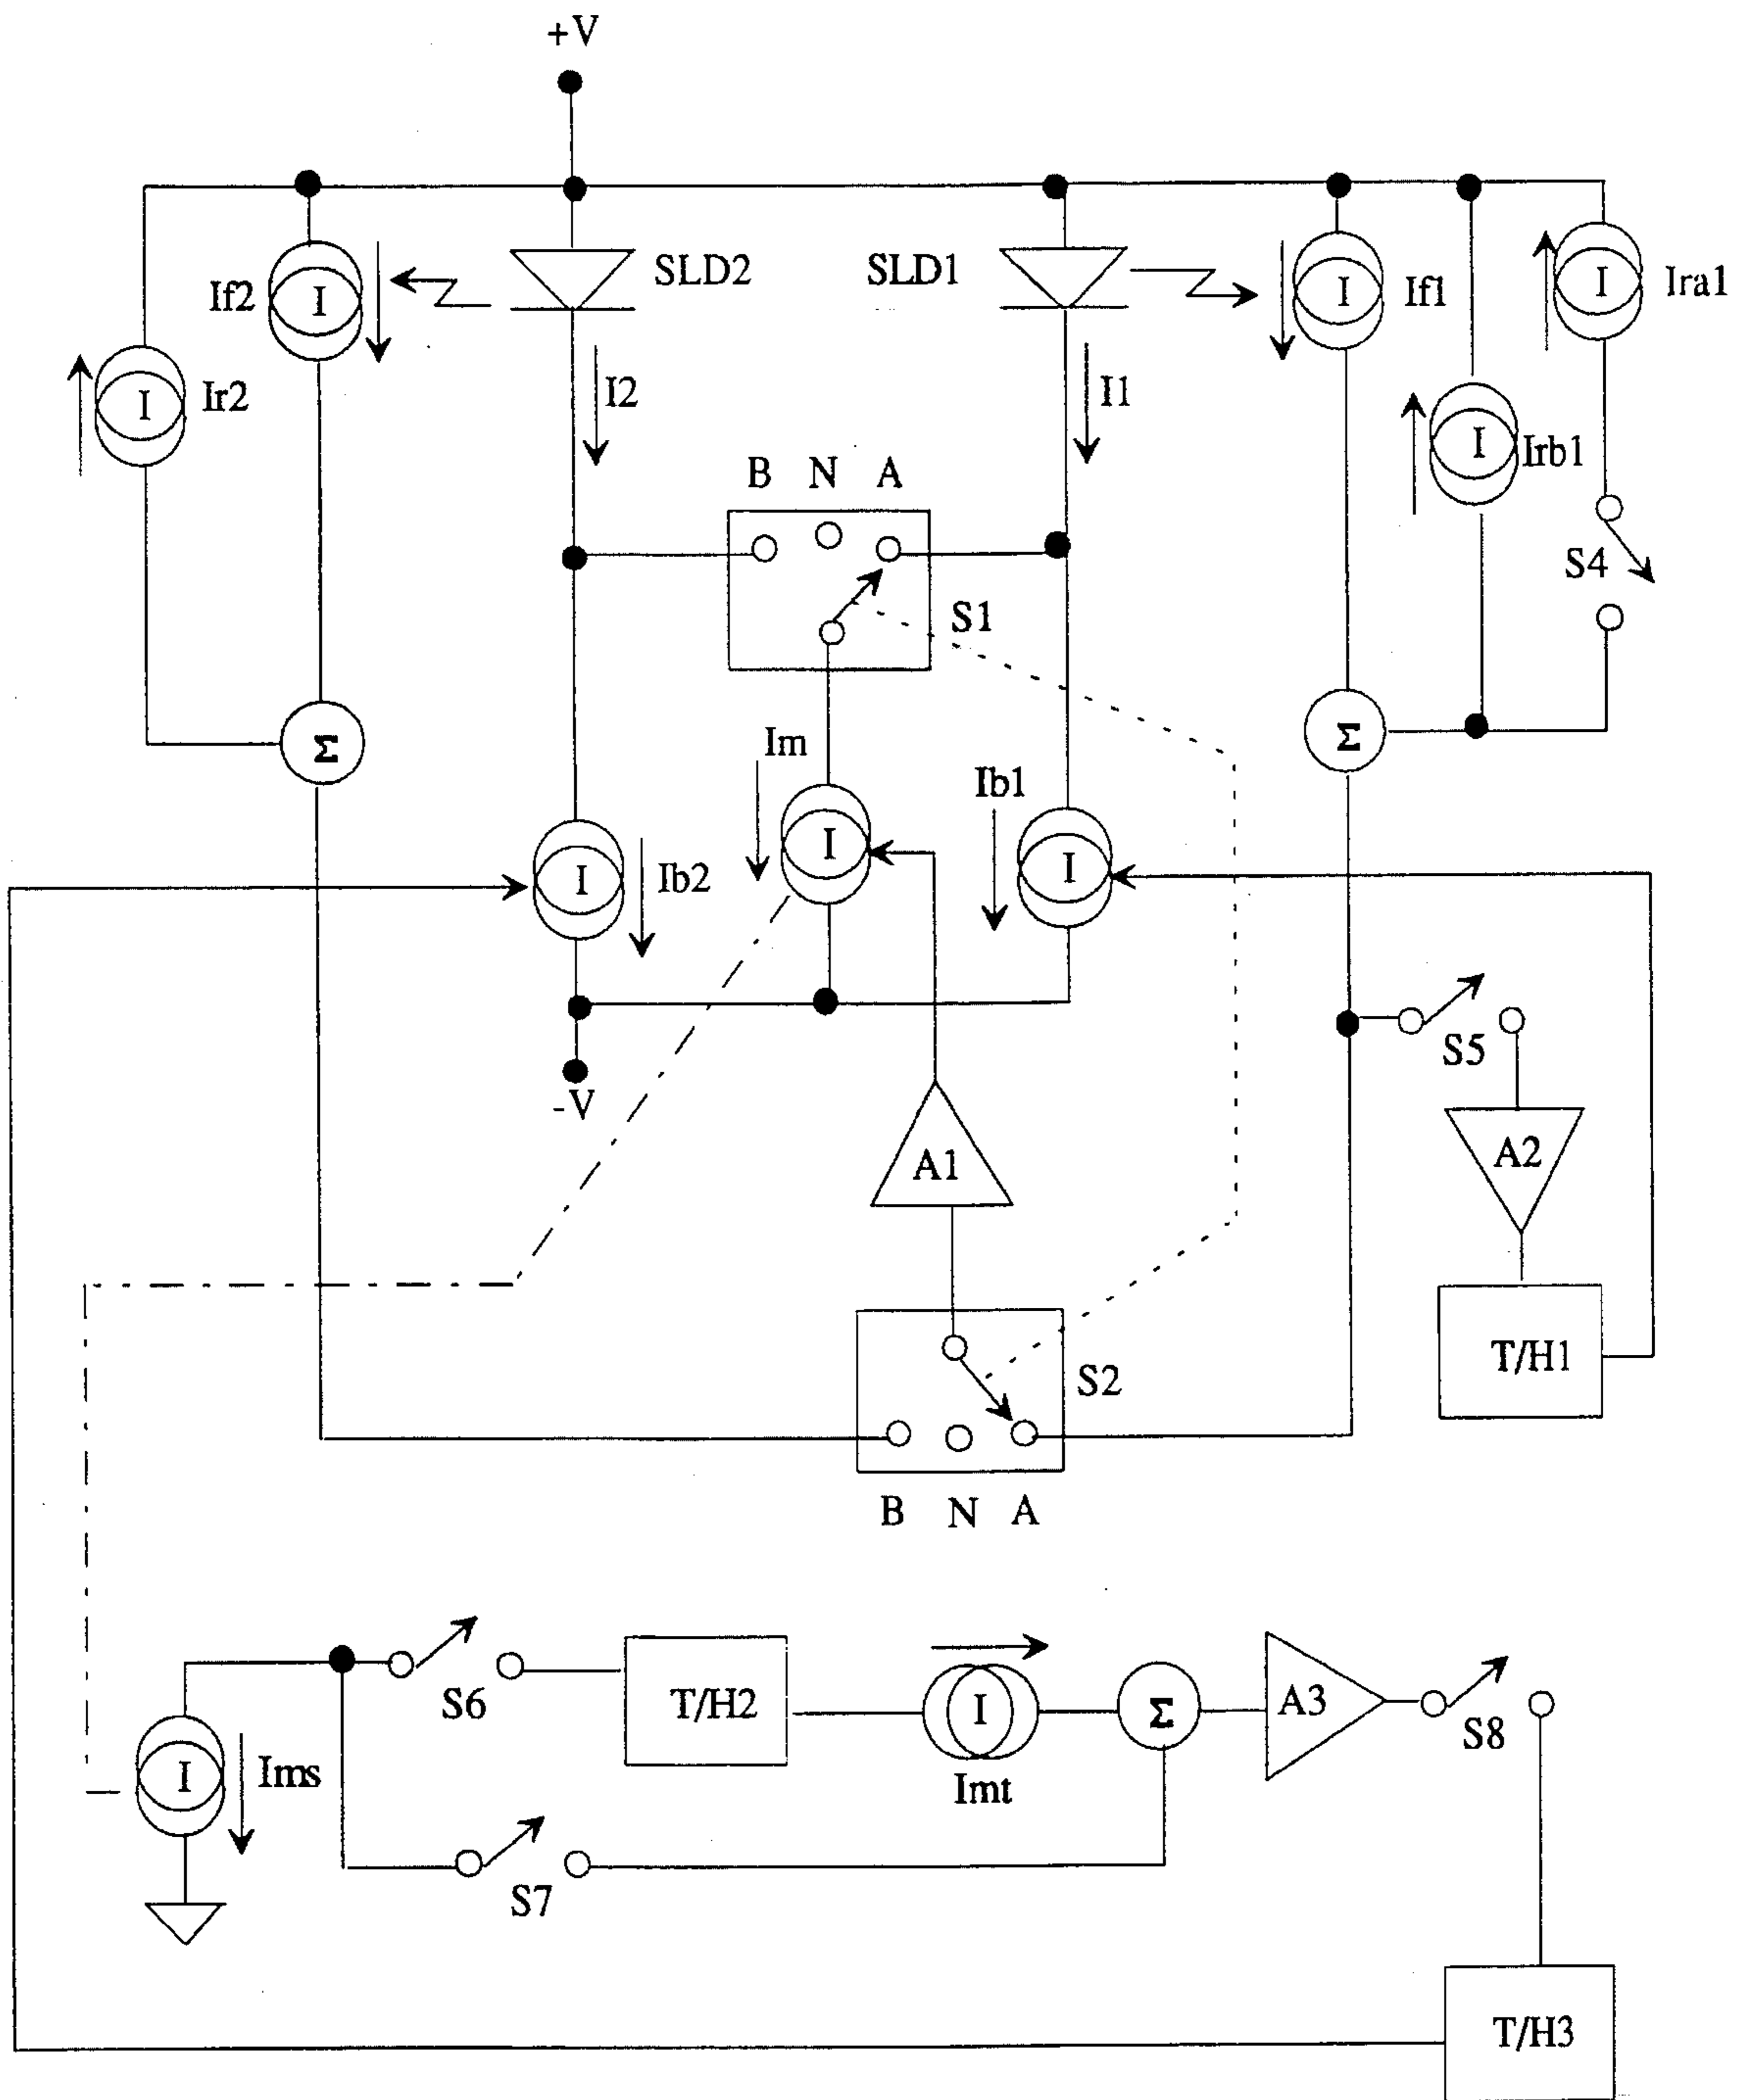 +V
If2
I
SLD2
SLD1
I
If1
I
Ira1
I
Ir2
I2
I1
I
Irb1
B N A
S4
S1
Σ
Σ
Im
Ib1
I
I
I
Ib2
S5
-V
A1
A2
T/H1
S2
B N A
S6
T/H2
I
Σ
A3
S8
I
Ims
Imt
S7
T/H3